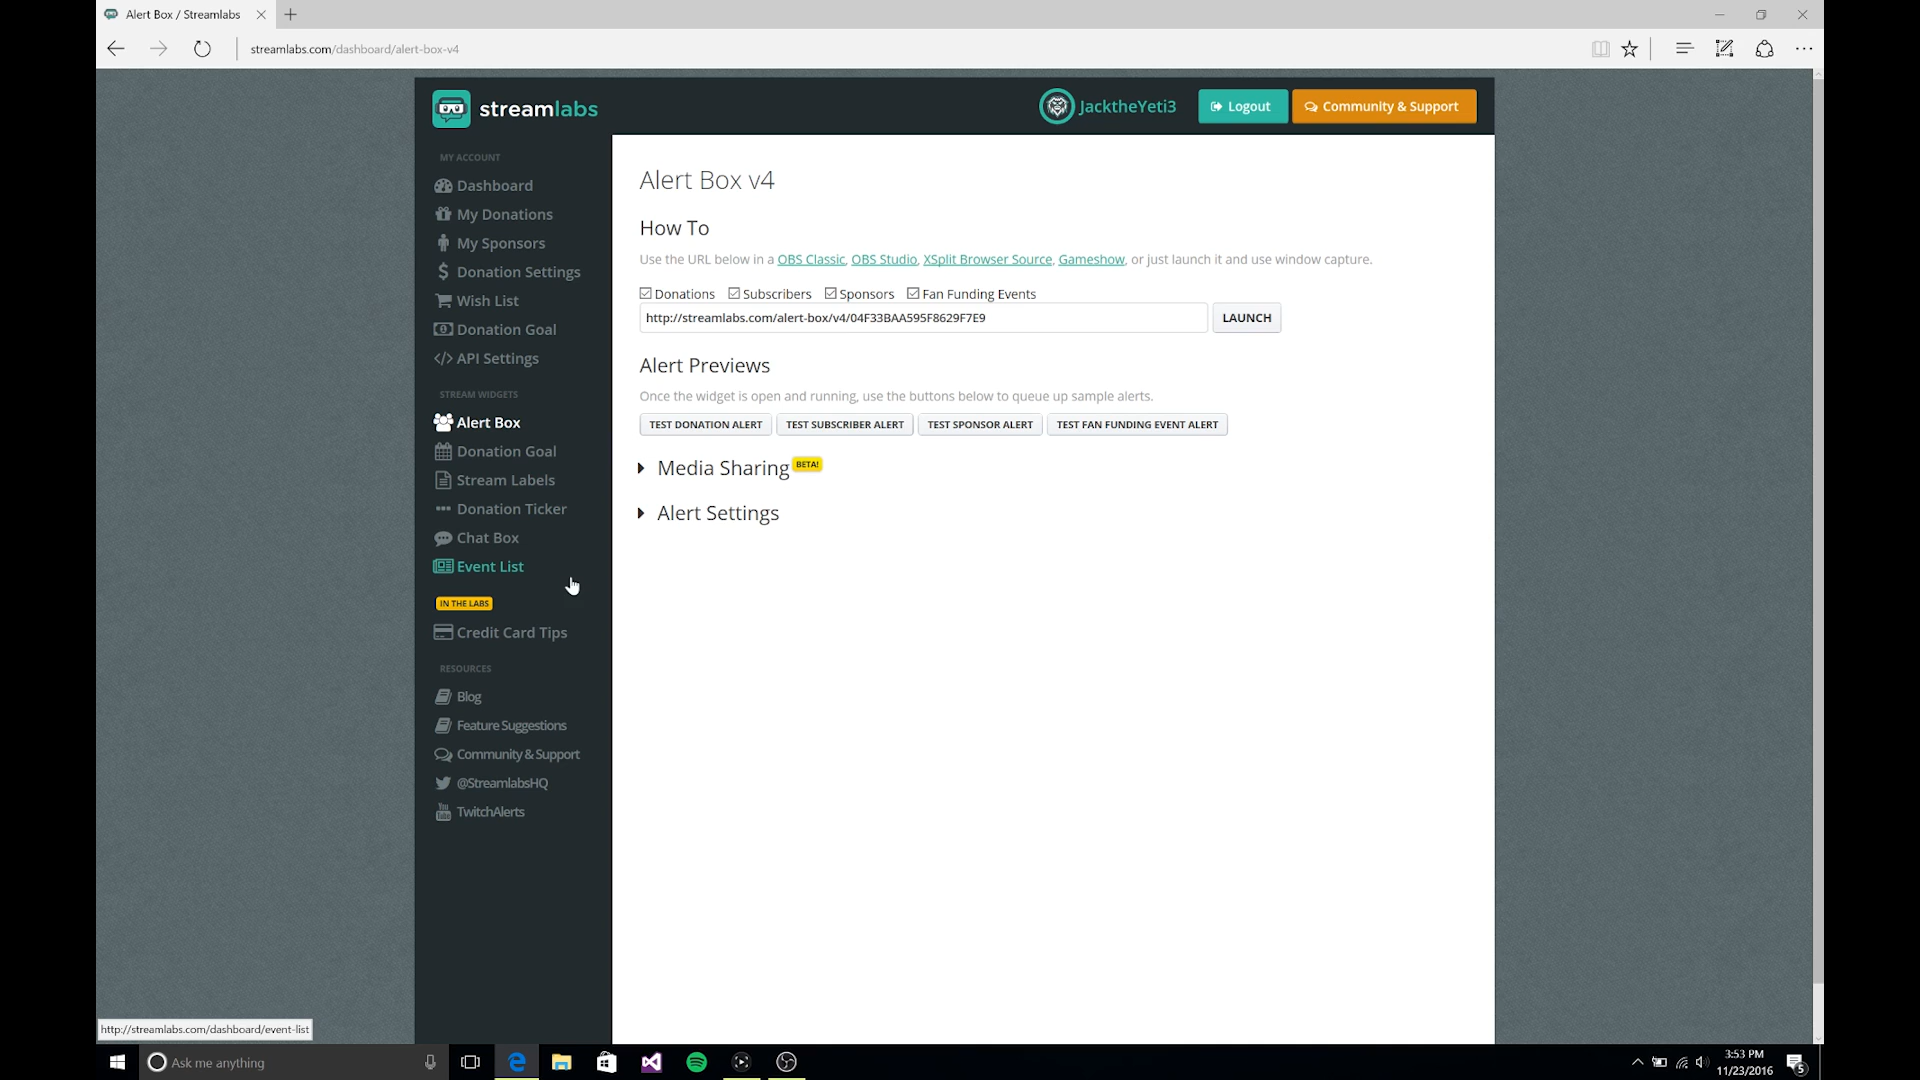 Alert Box / Streamlabs
streamlabs.com/dashboard/alert-box-v4
streamlabs
JacktheYeti3
Logout
Community & Support
MY ACCOUNT
Dashboard
My Donations
My Sponsors
Donation Settings
Wish List
Donation Goal
API Settings
STREAM WIDGETS
Alert Box
Donation Goal
Stream Labels
Donation Ticker
Chat Box
Event List
IN THE LABS
Credit Card Tips
RESOURCES
Blog
Feature Suggestions
Community & Support
@StreamlabsHQ
TwitchAlerts
Alert Box v4
How To
Use the URL below in a OBS Classic, OBS Studio, XSplit Browser Source, Gameshow, or just launch it and use window capture.
Donations Subscribers Sponsors Fan Funding Events
http://streamlabs.com/alert-box/v4/04F33BAA595F8629F7E9
LAUNCH
Alert Previews
Once the widget is open and running, use the buttons below to queue up sample alerts.
TEST DONATION ALERT TEST SUBSCRIBER ALERT TEST SPONSOR ALERT TEST FAN FUNDING EVENT ALERT
Media Sharing BETA!
Alert Settings
http://streamlabs.com/dashboard/event-list
Ask me anything
3:53 PM
11/23/2016
5